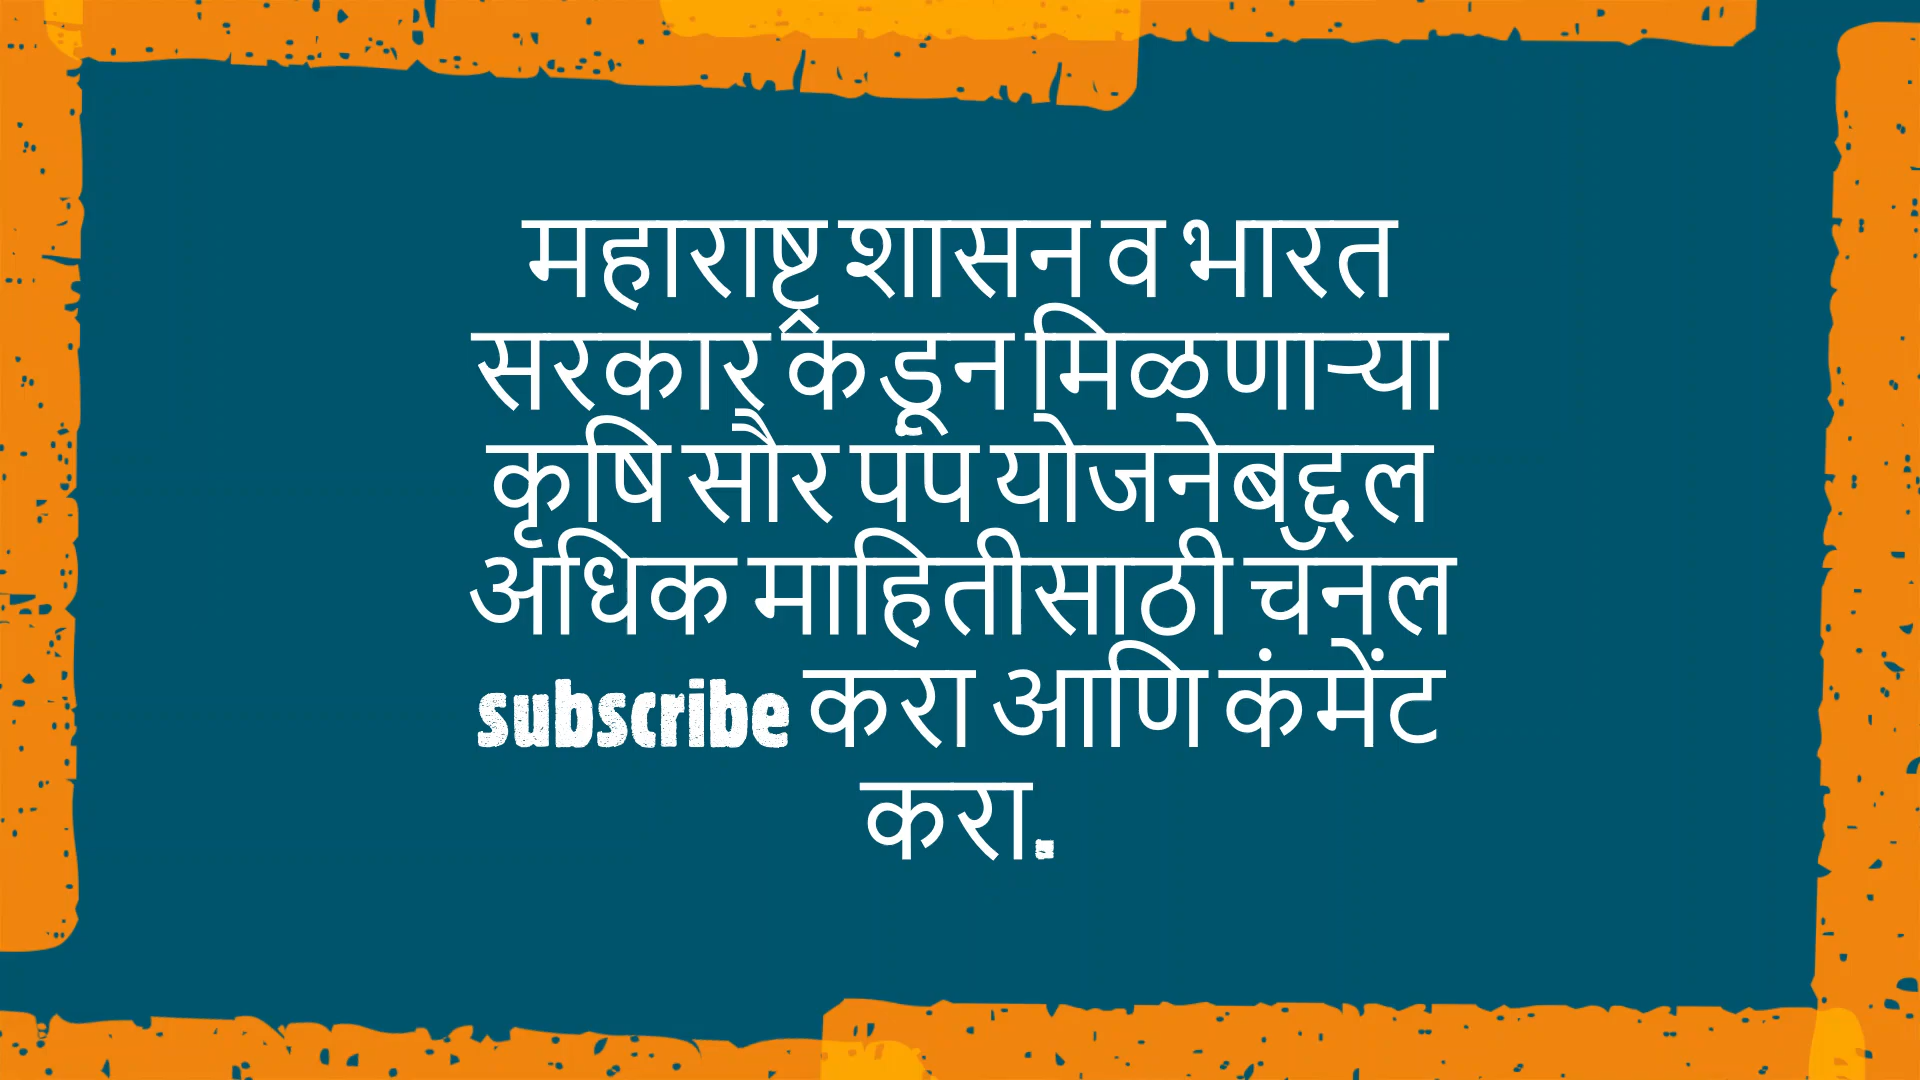 महाराष्ट्र शासन व भारत
सरकार कडून मिळणाऱ्या
कृषि सौर पंप योजनेबद्दल
अधिक माहितीसाठी चॅनल
subscribe करा आणि कंमेंट
करा.